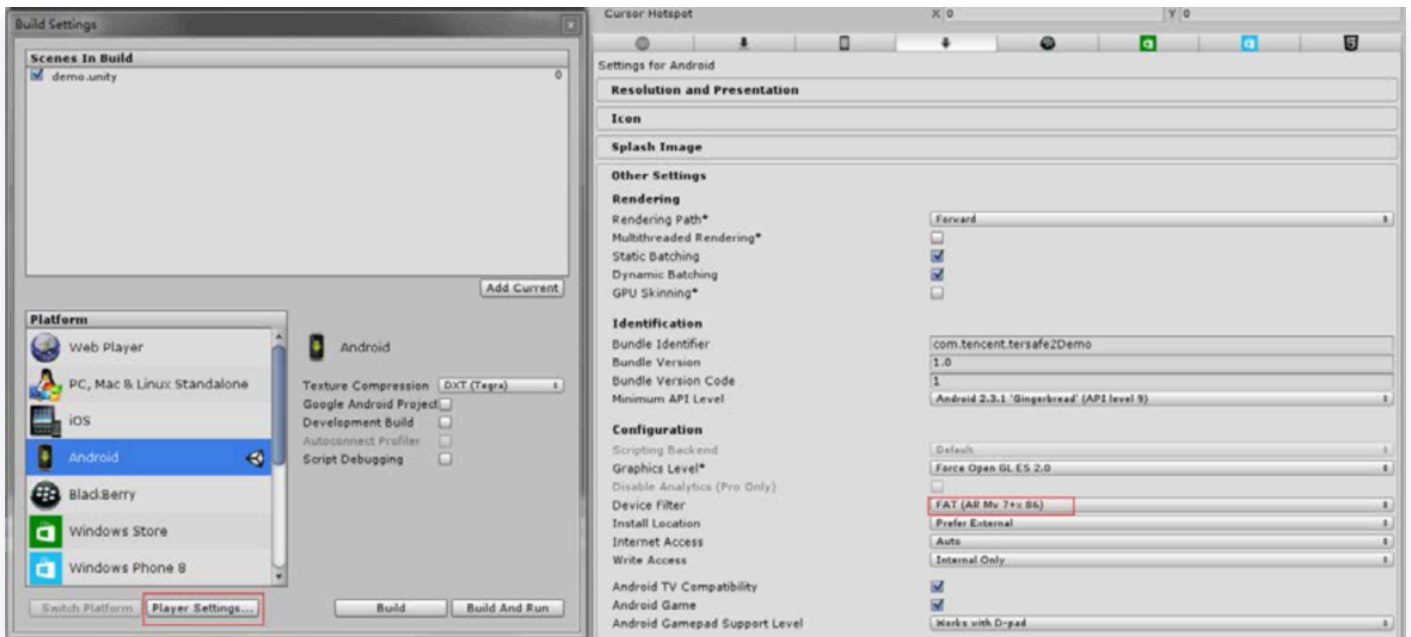 Build Settings
Scenes In Build
demo.unity 0
Add Current
Platform
Web Player
PC, Mac & Linux Standalone
iOS
Android
BlackBerry
Windows Store
Windows Phone 8
Android
Texture Compression DXT (Tegra)
Google Android Project
Development Build
Autoconnect Profiler
Script Debugging
Switch Platform Player Settings... Build Build And Run
Cursor Hotspot X 0 Y 0
Settings for Android
Resolution and Presentation
Icon
Splash Image
Other Settings
Rendering
Rendering Path* Forward
Multithreaded Rendering*
Static Batching
Dynamic Batching
GPU Skinning*
Identification
Bundle Identifier com.tencent.tersafe2Demo
Bundle Version 1.0
Bundle Version Code 1
Minimum API Level Android 2.3.1 'Gingerbread' (API level 9)
Configuration
Scripting Backend Default
Graphics Level* Force Open GL ES 2.0
Disable Analytics (Pro Only)
Device Filter FAT (AR Mv 7+x 86)
Install Location Prefer External
Internet Access Auto
Write Access Internal Only
Android TV Compatibility
Android Game
Android Gamepad Support Level Works with D-pad